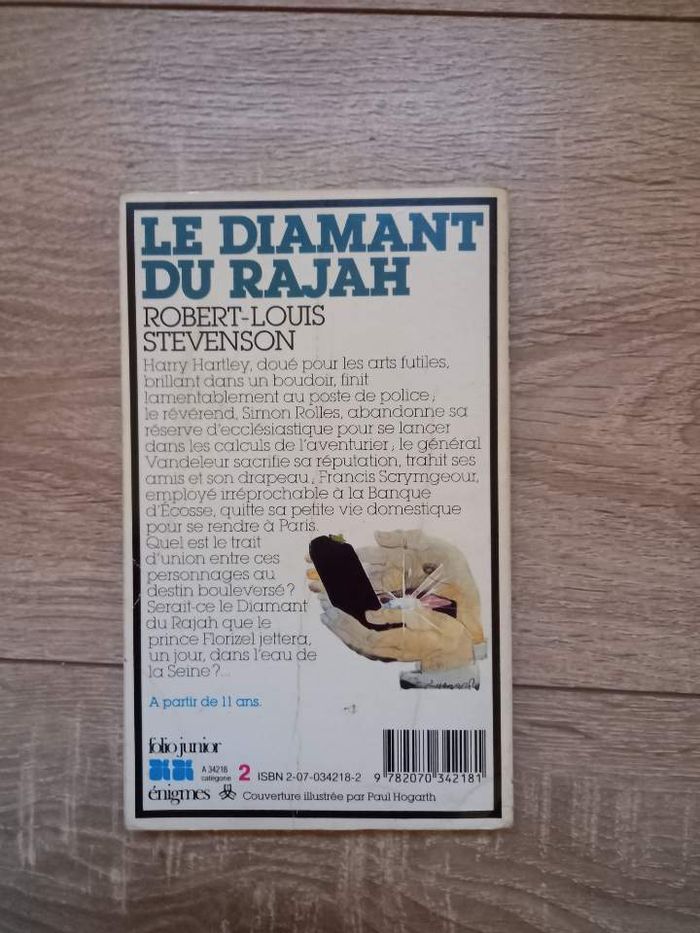 LE DIAMANT
DU RAJAH
ROBERT-LOUIS
STEVENSON
Harry Hartley, doué pour les arts futiles,
brillant dans un boudoir, finit
lamentablement au poste de police ;
le révérend, Simon Rolles, abandonne sa
réserve d'ecclésiastique pour se lancer
dans les calculs de l'aventurier ; le général
Vandeleur sacrifie sa réputation, trahit ses
amis et son drapeau ; Francis Scrymgeour,
employé irréprochable à la Banque
d'Écosse, quitte sa petite vie domestique
pour se rendre à Paris.
Quel est le trait
d'union entre ces
personnages au
destin bouleversé ?
Serait-ce le Diamant
du Rajah que le
prince Florizel jettera,
un jour, dans l'eau de
la Seine ?...
A partir de 11 ans.
folio junior
A 34218
catégorie 2 ISBN 2-07-034218-2
9 782070 342181
énigmes Couverture illustrée par Paul Hogarth